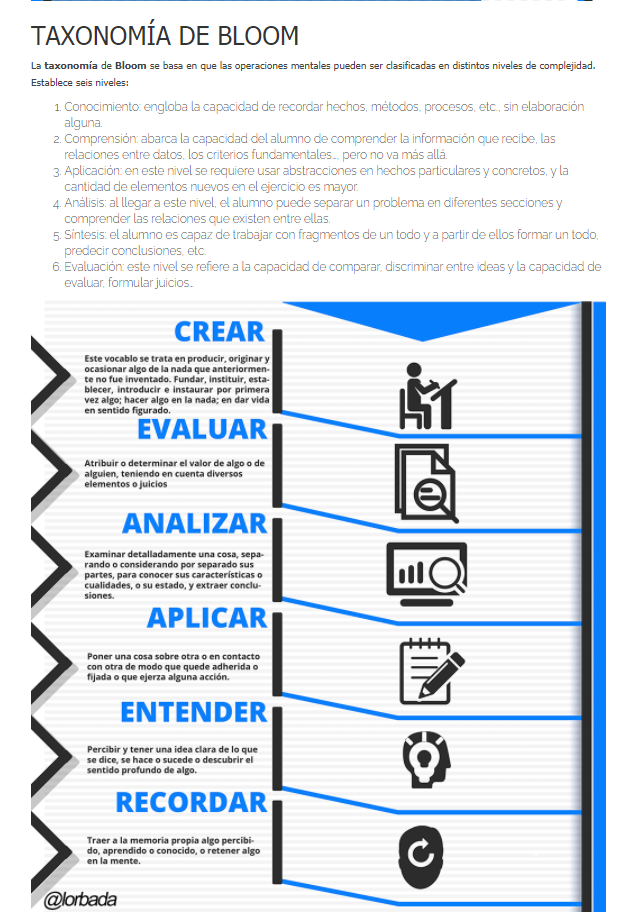 TAXONOMÍA DE BLOOM
La taxonomía de Bloom se basa en que las operaciones mentales pueden ser clasificadas en distintos niveles de complejidad.
Establece seis niveles:
1. Conocimiento: engloba la capacidad de recordar hechos, métodos, procesos, etc., sin elaboración
alguna.
2. Comprensión: abarca la capacidad del alumno de comprender la información que recibe, las
relaciones entre datos, los criterios fundamentales..., pero no va más allá.
3. Aplicación: en este nivel se requiere usar abstracciones en hechos particulares y concretos, y la
cantidad de elementos nuevos en el ejercicio es mayor.
4. Análisis: al llegar a este nivel, el alumno puede separar un problema en diferentes secciones y
comprender las relaciones que existen entre ellas.
5. Síntesis: el alumno es capaz de trabajar con fragmentos de un todo y a partir de ellos formar un todo,
predecir conclusiones, etc.
6. Evaluación: este nivel se refiere a la capacidad de comparar, discriminar entre ideas y la capacidad de
evaluar, formular juicios...
CREAR
Este vocablo se trata en producir, originar y
ocasionar algo de la nada que anteriormen-
te no fue inventado. Fundar, instituir, esta-
blecer, introducir e instaurar por primera
vez algo; hacer algo en la nada; en dar vida
en sentido figurado.
EVALUAR
Atribuir o determinar el valor de algo o de
alguien, teniendo en cuenta diversos
elementos o juicios
ANALIZAR
Examinar detalladamente una cosa, sepa-
rando o considerando por separado sus
partes, para conocer sus características o
cualidades, o su estado, y extraer conclu-
siones.
APLICAR
Poner una cosa sobre otra o en contacto
con otra de modo que quede adherida o
fijada o que ejerza alguna acción.
ENTENDER
Percibir y tener una idea clara de lo que
se dice, se hace o sucede o descubrir el
sentido profundo de algo.
RECORDAR
Traer a la memoria propia algo percibi-
do, aprendido o conocido, o retener algo
en la mente.
@lorbada